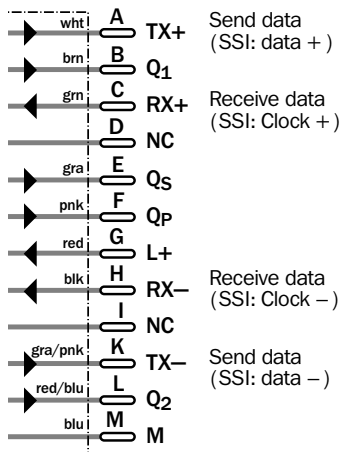 wht A TX+ Send data
(SSI: data +)
brn B Q1
grn C RX+ Receive data
(SSI: Clock +)
D NC
gra E QS
pnk F QP
red G L+
blk H RX− Receive data
(SSI: Clock −)
I NC
gra/pnk K TX− Send data
(SSI: data −)
red/blu L Q2
blu M M